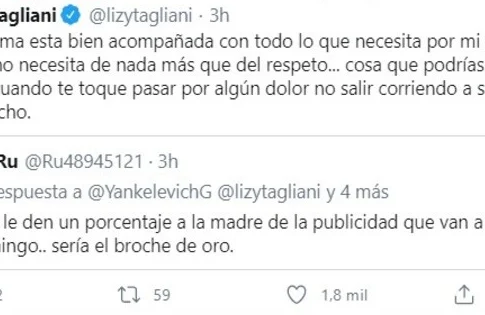 agliani @lizytagliani · 3h
ma esta bien acompañada con todo lo que necesita por mi
no necesita de nada más que del respeto... cosa que podrías
uando te toque pasar por algún dolor no salir corriendo a s
cho.
Ru @Ru48945121 · 3h
espuesta a @YankelevichG @lizytagliani y 4 más
le den un porcentaje a la madre de la publicidad que van a
ingo.. sería el broche de oro.
2 59 1,8 mil